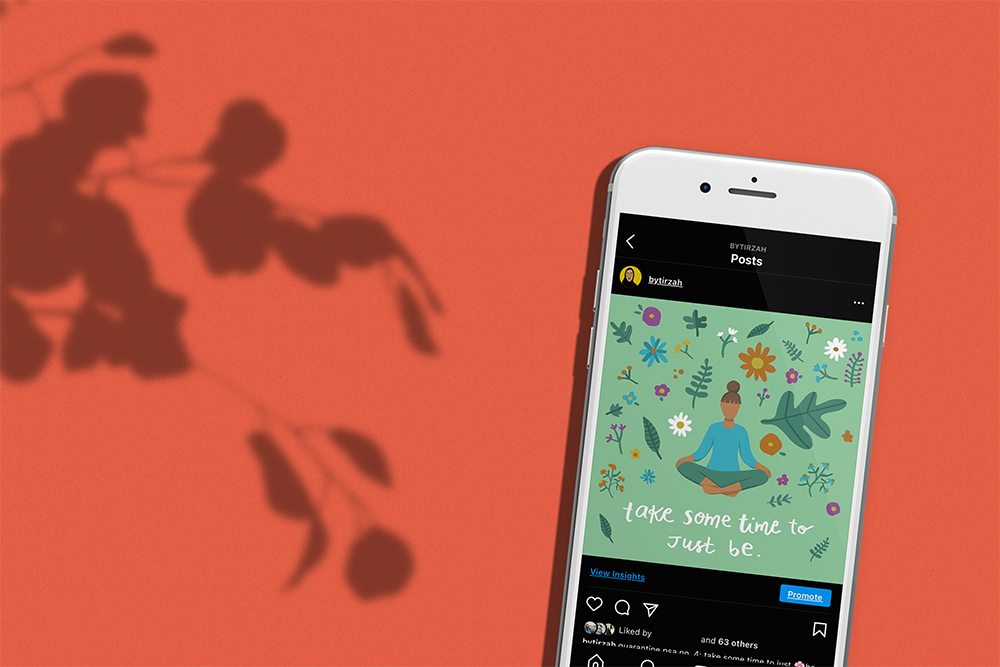 BYTIRZAH
Posts
bytirzah
take some time to
just be.
View Insights
Promote
Liked by and 63 others
bytirzah quarantine psa no. 4: take some time to just